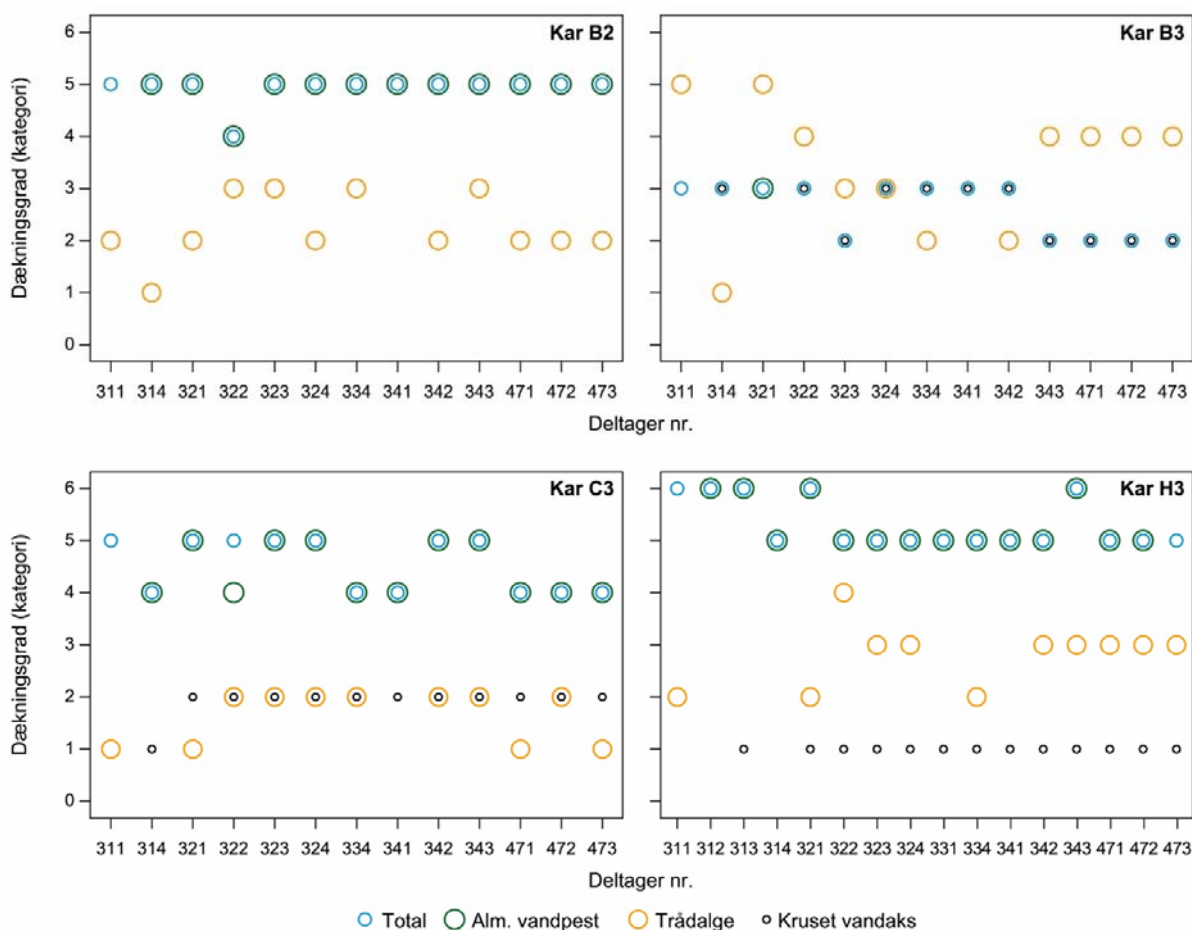 Kar B2
Kar B3
Dækningsgrad (kategori)
6
5
4
3
2
1
0
311 314 321 322 323 324 334 341 342 343 471 472 473
311 314 321 322 323 324 334 341 342 343 471 472 473
Deltager nr.
Deltager nr.
Kar C3
Kar H3
Dækningsgrad (kategori)
6
5
4
3
2
1
0
311 314 321 322 323 324 334 341 342 343 471 472 473
311 312 313 314 321 322 323 324 331 334 341 342 343 471 472 473
Deltager nr.
Deltager nr.
Total Alm. vandpest Trådalge Kruset vandaks